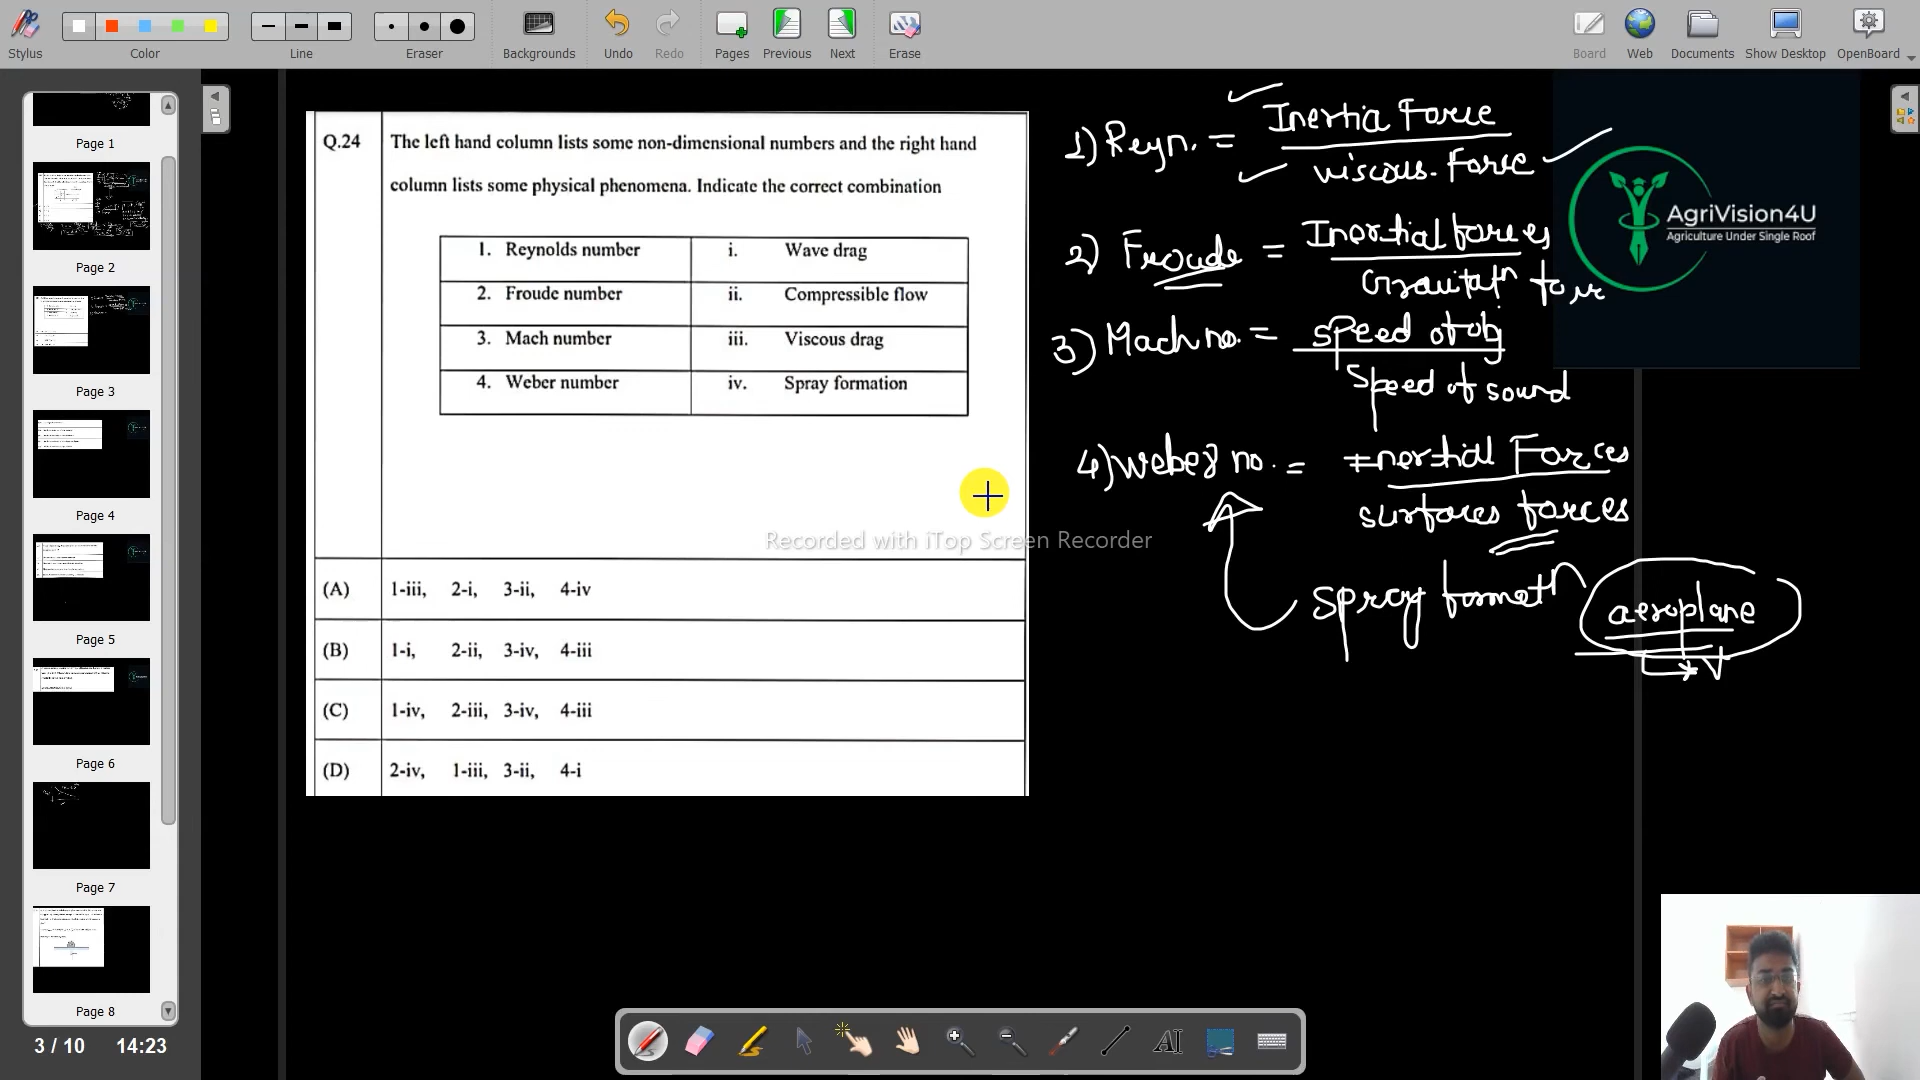 Stylus
Color
Line
Eraser
Backgrounds
Undo
Redo
Pages
Previous
Next
Erase
Board
Web
Documents
Show Desktop
OpenBoard
Page 1
Page 2
Page 3
Page 4
Page 5
Page 6
Page 7
Page 8
3 / 10 14:23
Q.24 The left hand column lists some non-dimensional numbers and the right hand
column lists some physical phenomena. Indicate the correct combination
1. Reynolds number i. Wave drag
2. Froude number ii. Compressible flow
3. Mach number iii. Viscous drag
4. Weber number iv. Spray formation
Recorded with iTop Screen Recorder
(A) 1-iii, 2-i, 3-ii, 4-iv
(B) 1-i, 2-ii, 3-iv, 4-iii
(C) 1-iv, 2-iii, 3-iv, 4-iii
(D) 2-iv, 1-iii, 3-ii, 4-i
1) Reyn. = Inertia Force
viscous. Force
2) Froude = Inertial forces
Gravitatn
3) Mach no. = speed of obj
Speed of sound
4) weber no. = Inertial Forces
surfaces forces
spray formatn
aeroplane
V
AgriVision4U
Agriculture Under Single Roof